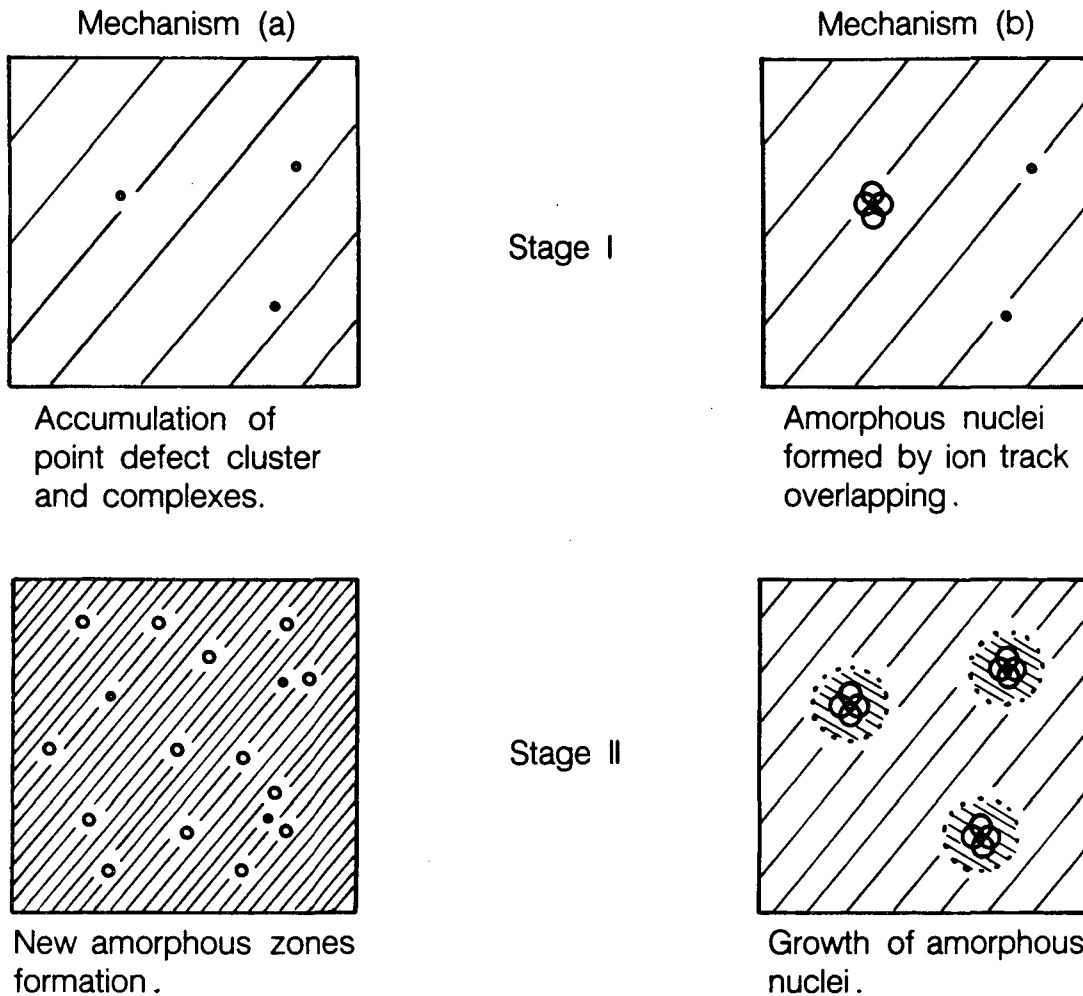 Mechanism (a)
Mechanism (b)
Stage I
Accumulation of
point defect cluster
and complexes.
Amorphous nuclei
formed by ion track
overlapping.
Stage II
New amorphous zones
formation.
Growth of amorphous
nuclei.